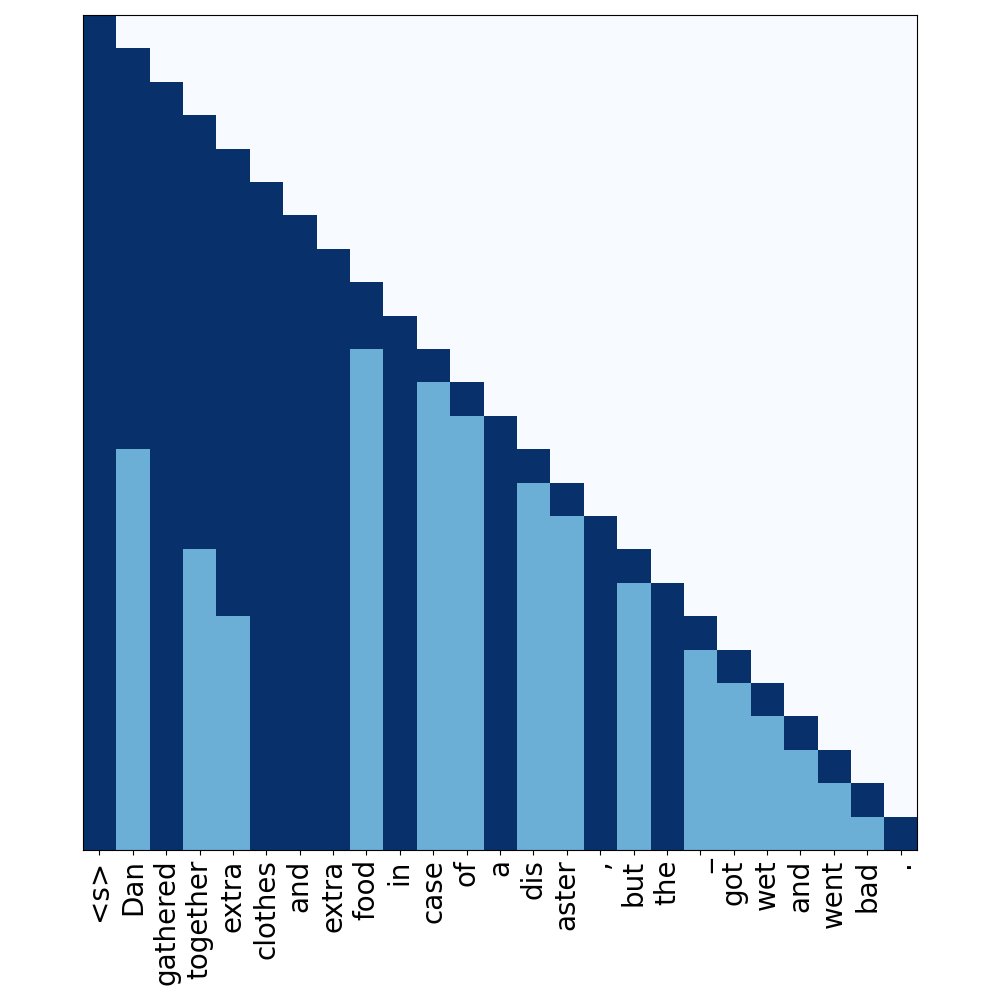 <s> Dan gathered together extra clothes and extra food in case of a dis aster , but the _ got wet and went bad .